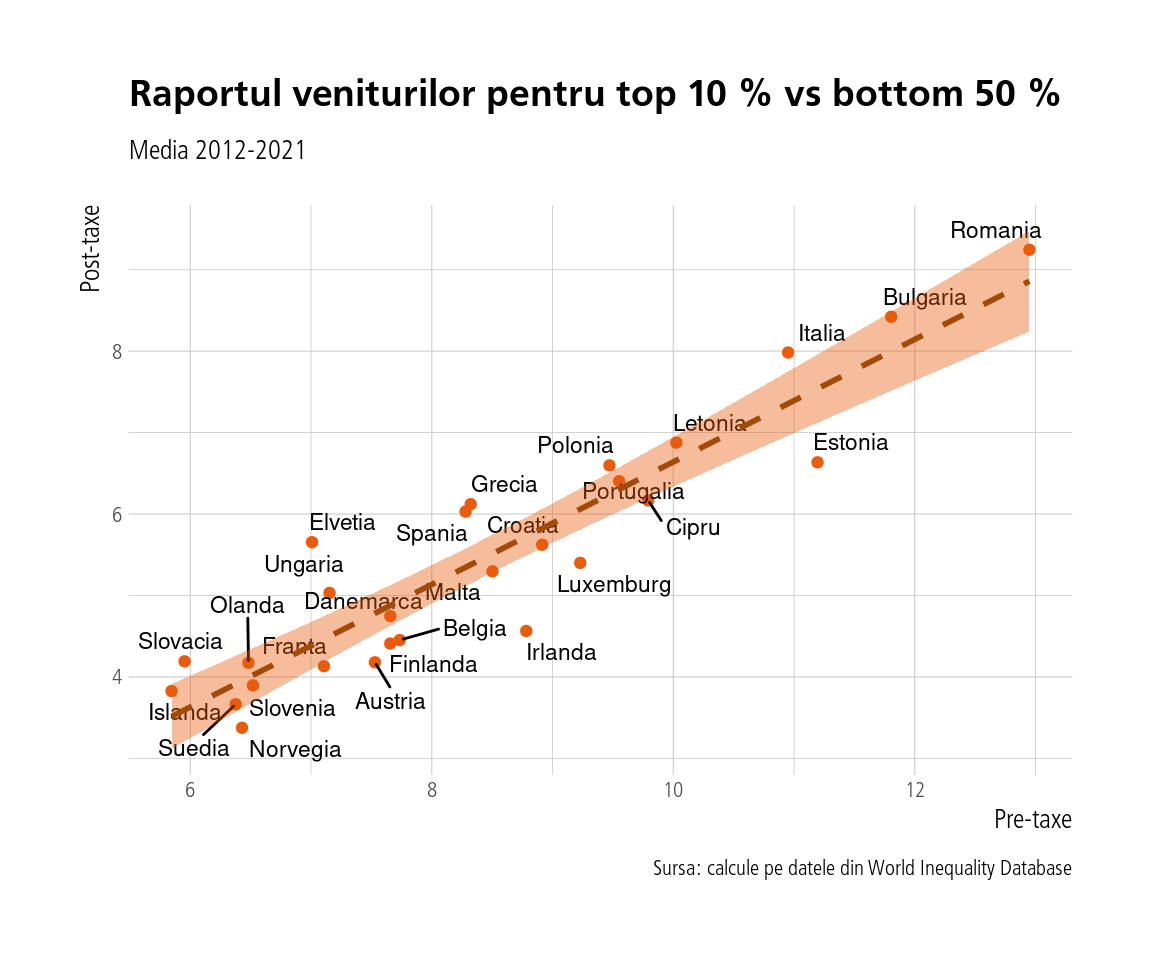 Raportul veniturilor pentru top 10 % vs bottom 50 %
Media 2012-2021
Post-taxe
Romania
Bulgaria
Italia
8
Letonia
Estonia
Polonia
Grecia
Portugalia
6
Elvetia
Croatia
Cipru
Spania
Ungaria
Luxemburg
Malta
Danemarca
Olanda
Belgia
Slovacia
Franta
Irlanda
Finlanda
4
Austria
Slovenia
Islanda
Suedia
Norvegia
6 8 10 12
Pre-taxe
Sursa: calcule pe datele din World Inequality Database